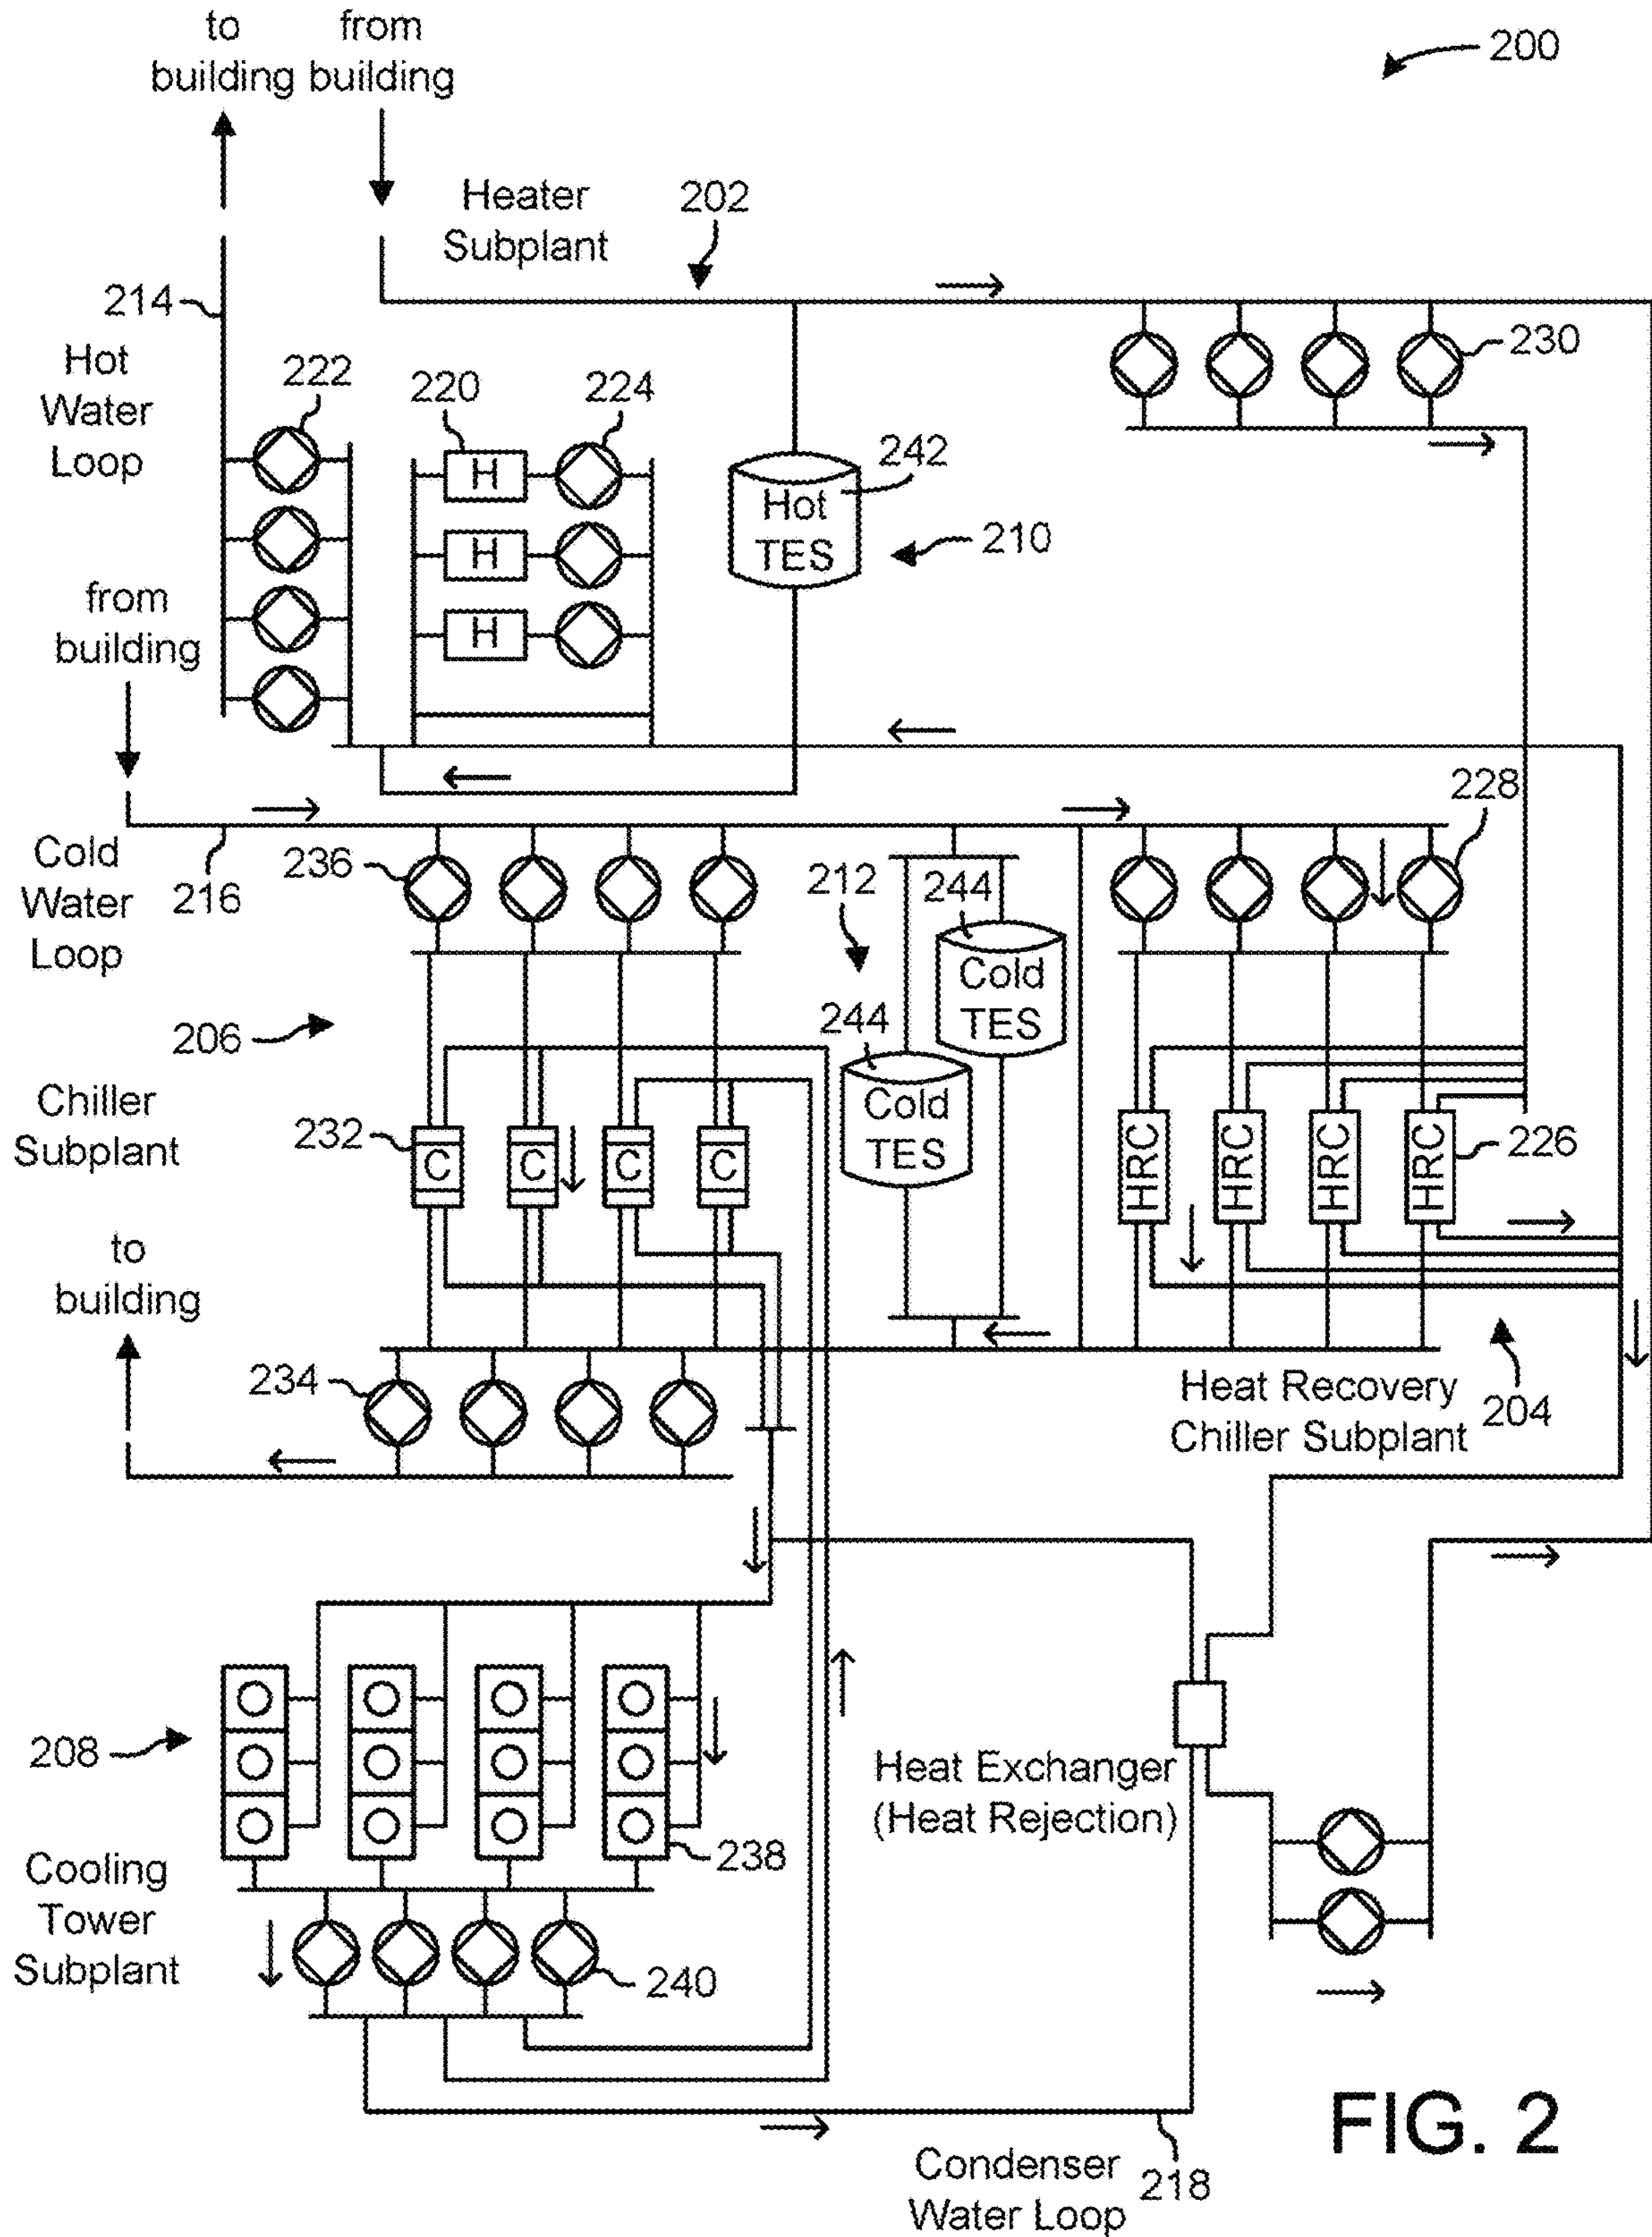 to
building
from
building
200
Heater
Subplant
202
214
Hot
Water
Loop
222
220
224
230
H
H
H
242
Hot
TES
210
from
building
228
Cold
Water
Loop
216
236
212
244
Cold
TES
244
Cold
TES
206
Chiller
Subplant
232
C
C
C
C
HRC
HRC
HRC
HRC
226
to
building
234
Heat Recovery
Chiller Subplant
204
208
Heat Exchanger
(Heat Rejection)
238
Cooling
Tower
Subplant
240
Condenser
Water Loop
218
FIG. 2